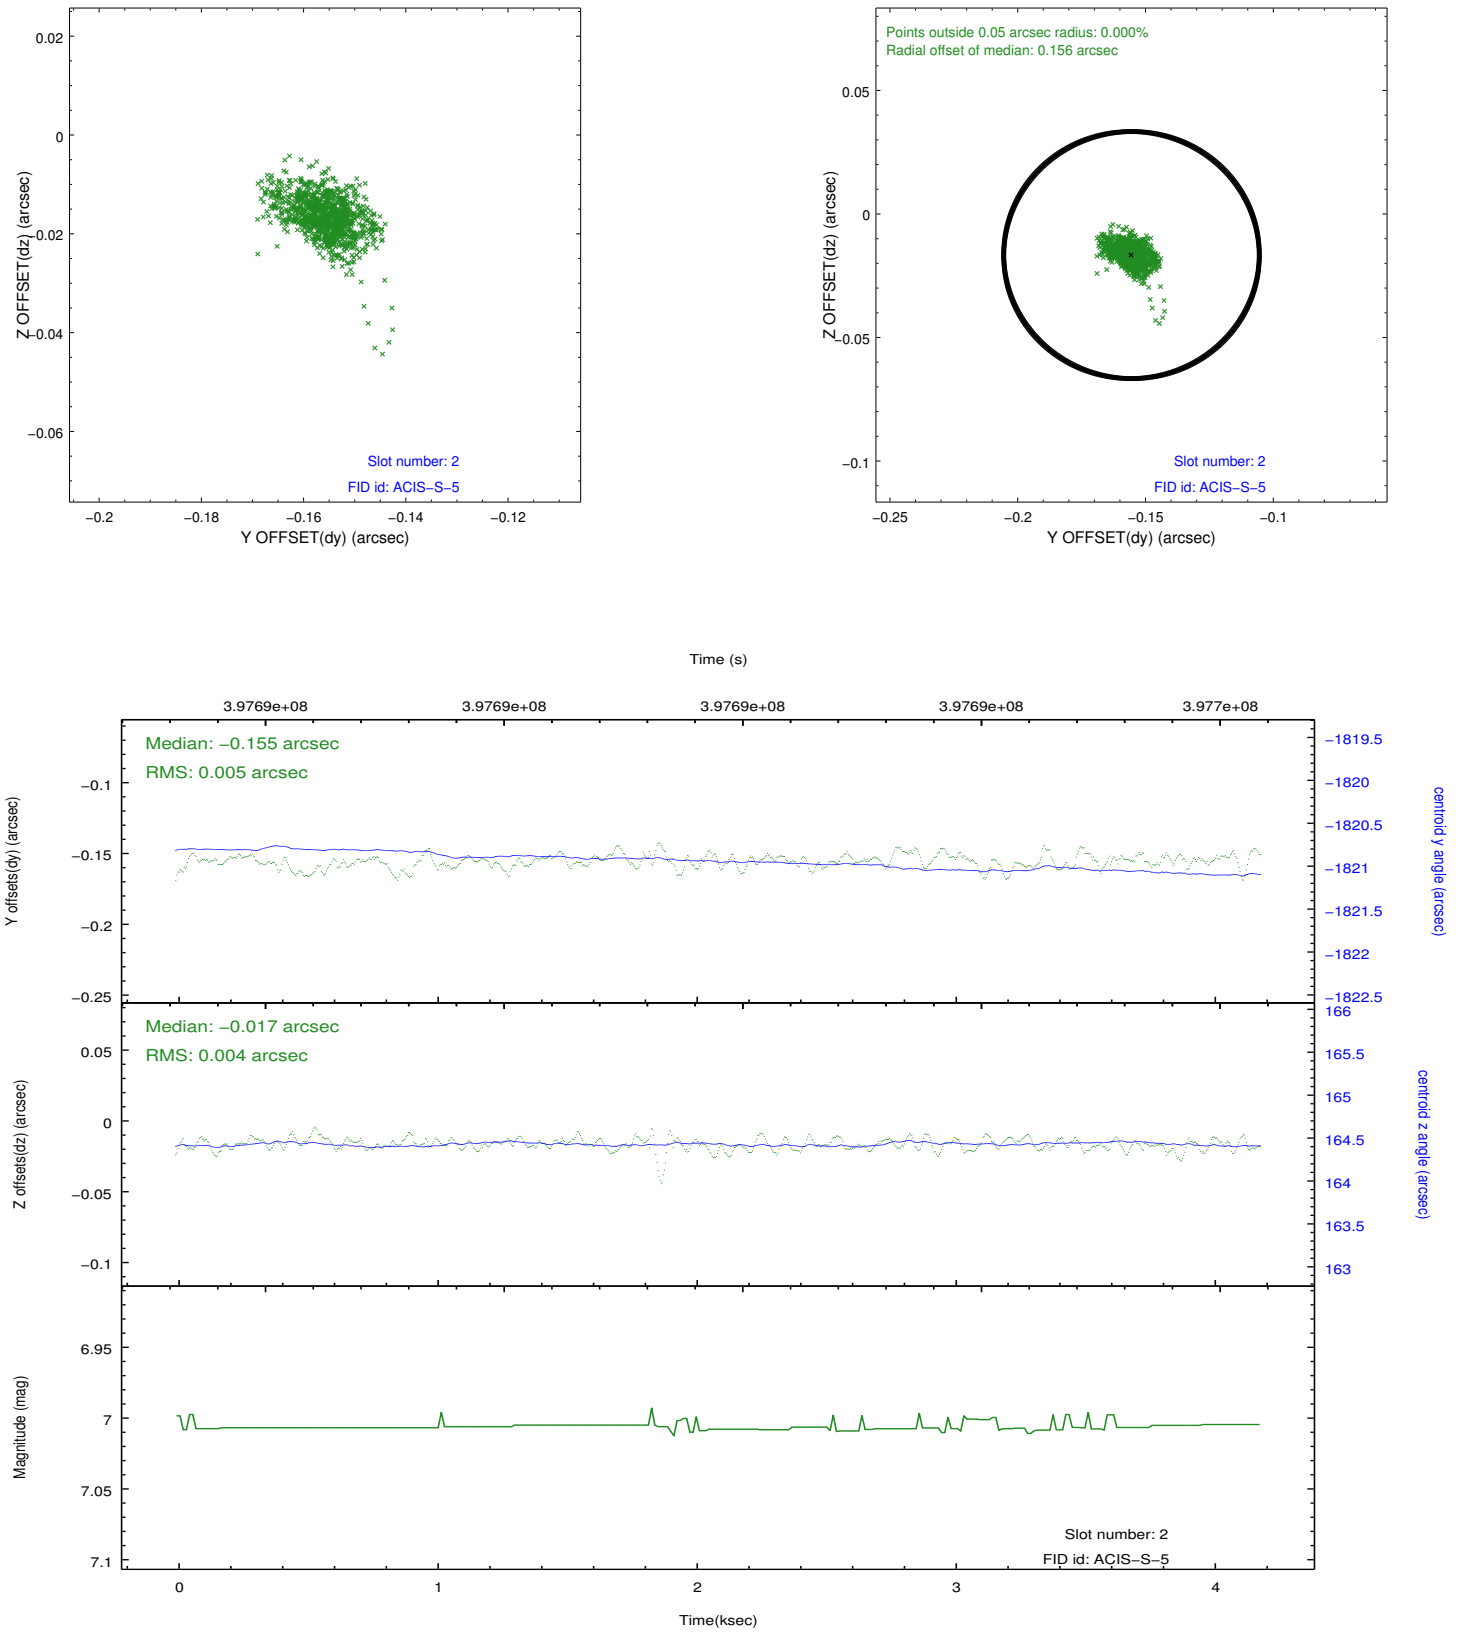 0.02
0
−0.02
−0.04
−0.06
Z OFFSET(dz) (arcsec)
Slot number: 2
FID id: ACIS−S−5
−0.2
−0.18
−0.16
−0.14
−0.12
Y OFFSET(dy) (arcsec)
Points outside 0.05 arcsec radius: 0.000%
Radial offset of median: 0.156 arcsec
0.05
0
−0.05
−0.1
Z OFFSET(dz) (arcsec)
Slot number: 2
FID id: ACIS−S−5
−0.25
−0.2
−0.15
−0.1
Y OFFSET(dy) (arcsec)
Time (s)
3.9769e+08
3.9769e+08
3.9769e+08
3.9769e+08
3.977e+08
Median: −0.155 arcsec
RMS: 0.005 arcsec
−0.1
−0.15
−0.2
−0.25
Y offsets(dy) (arcsec)
−1819.5
−1820
−1820.5
−1821
−1821.5
−1822
−1822.5
centroid y angle (arcsec)
Median: −0.017 arcsec
RMS: 0.004 arcsec
0.05
0
−0.05
−0.1
Z offsets(dz) (arcsec)
166
165.5
165
164.5
164
163.5
163
centroid z angle (arcsec)
6.95
7
7.05
7.1
Magnitude (mag)
Slot number: 2
FID id: ACIS−S−5
0
1
2
3
4
Time(ksec)